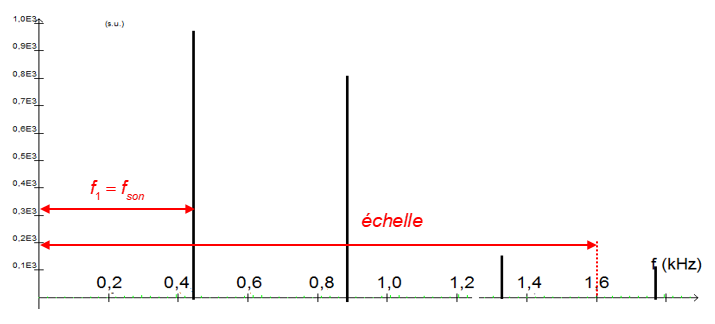 1,0E3
(s.u.)
0,9E3
0,8E3
0,7E3
0,6E3
0,5E3
0,4E3
f₁ = fson
0,3E3
échelle
0,2E3
0,1E3
f (kHz)
0,2 0,4 0,6 0,8 1,0 1,2 1,4 1,6